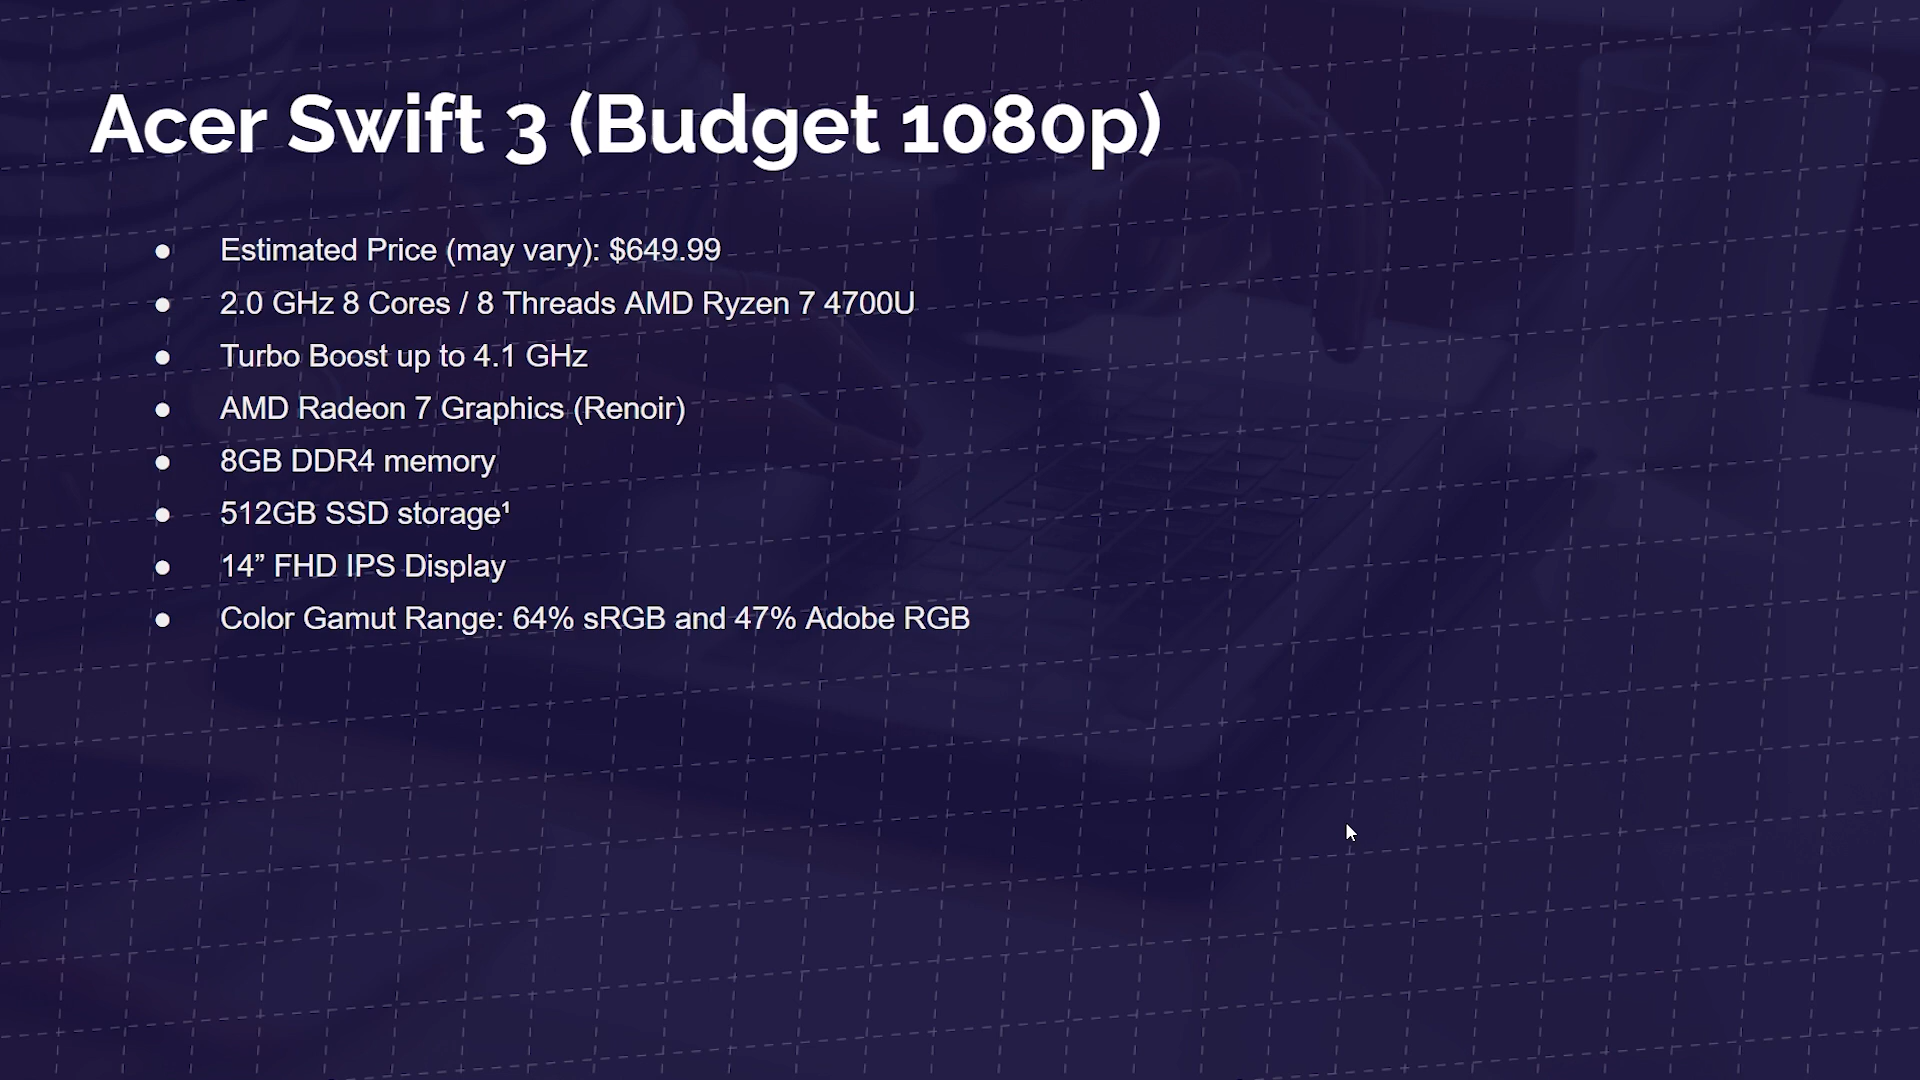 Acer Swift 3 (Budget 1080p)
● Estimated Price (may vary): $649.99
● 2.0 GHz 8 Cores / 8 Threads AMD Ryzen 7 4700U
● Turbo Boost up to 4.1 GHz
● AMD Radeon 7 Graphics (Renoir)
● 8GB DDR4 memory
● 512GB SSD storage¹
● 14” FHD IPS Display
● Color Gamut Range: 64% sRGB and 47% Adobe RGB